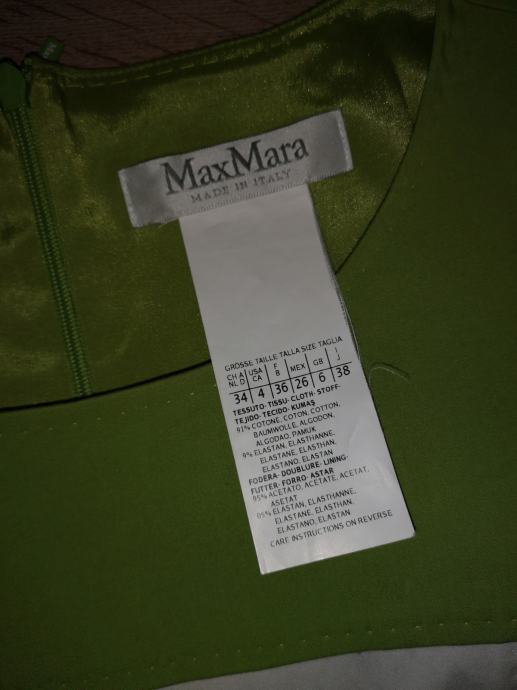 MaxMara
MADE IN ITALY
GROSSE TAILLE TALLA SIZE TAGLIA
CH A USA F MEX GB I
NL D CA B J
34 4 36 26 6 38
TESSUTO- TISSU- CLOTH- STOFF-
TEJIDO- TECIDO- KUMAŞ
91% COTONE, COTON, COTTON,
BAUMWOLLE, ALGODON,
ALGODAO, PAMUK
9% ELASTAN, ELASTHANNE,
ELASTANE, ELASTHAN,
ELASTANO, ELASTAN
FODERA- DOUBLURE- LINING-
FUTTER- FORRO- ASTAR
95% ACETATO, ACETATE, ACETAT,
ASETAT
05% ELASTAN, ELASTHANNE,
ELASTANE, ELASTHAN,
ELASTANO, ELASTAN
CARE INSTRUCTIONS ON REVERSE